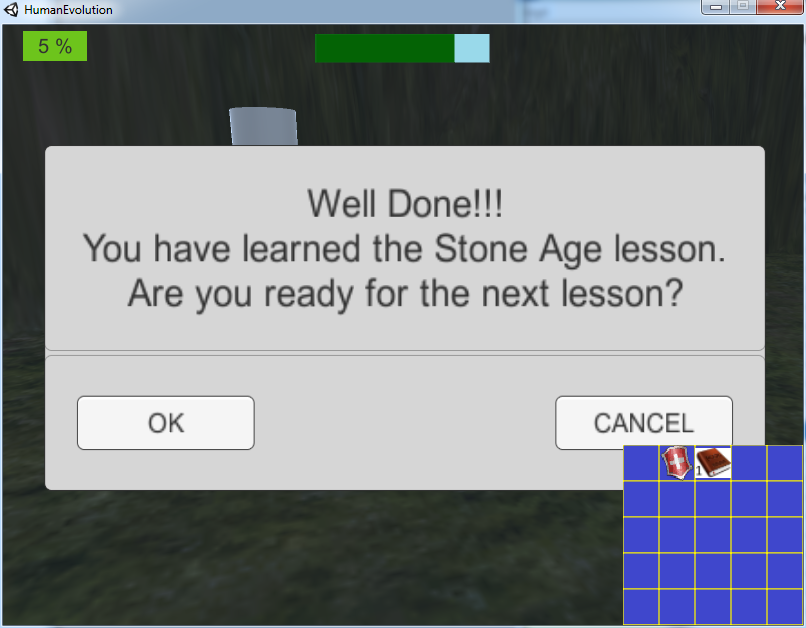 HumanEvolution
5 %
Well Done!!!
You have learned the Stone Age lesson.
Are you ready for the next lesson?
OK
CANCEL
1